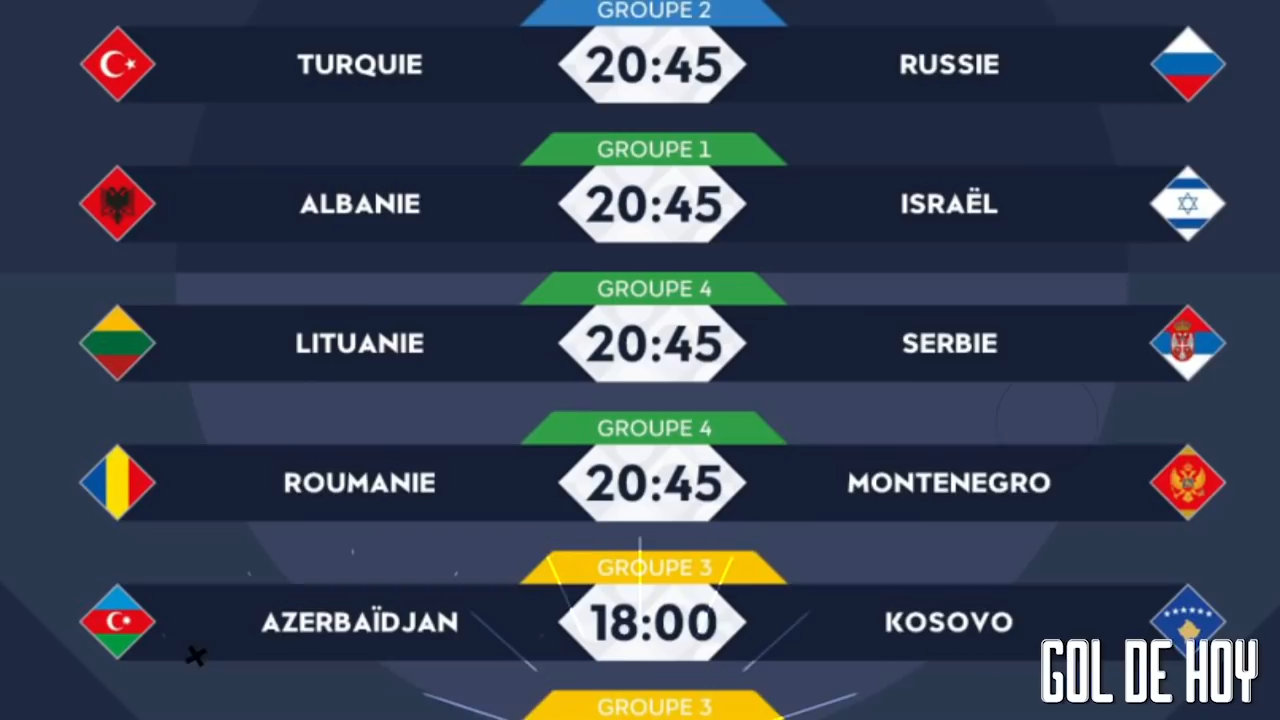 GROUPE 2
TURQUIE 20:45 RUSSIE
GROUPE 1
ALBANIE 20:45 ISRAËL
GROUPE 4
LITUANIE 20:45 SERBIE
GROUPE 4
ROUMANIE 20:45 MONTENEGRO
GROUPE 3
AZERBAÏDJAN 18:00 KOSOVO
GOL DE HOY
GROUPE 3